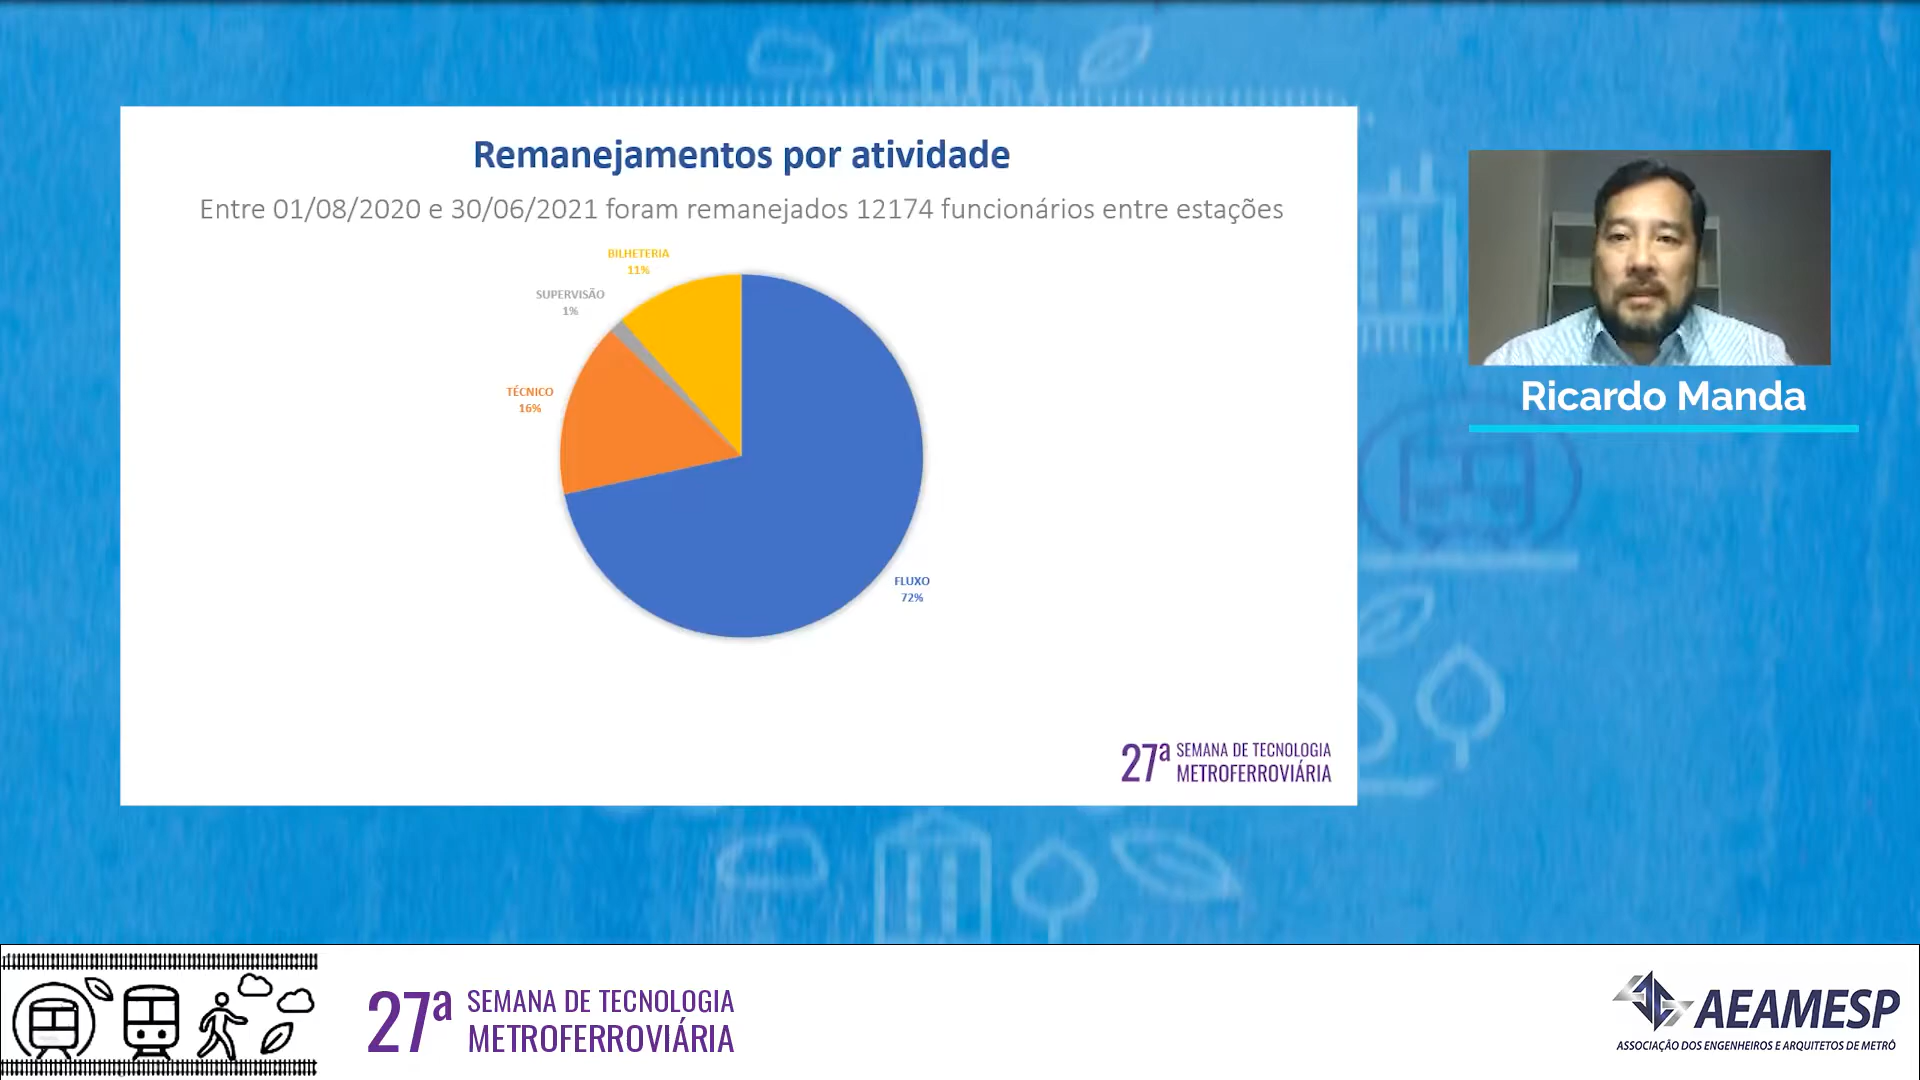 Remanejamentos por atividade
Entre 01/08/2020 e 30/06/2021 foram remanejados 12174 funcionários entre estações
BILHETERIA
11%
SUPERVISÃO
1%
TÉCNICO
16%
FLUXO
72%
27ª SEMANA DE TECNOLOGIA
METROFERROVIÁRIA
Ricardo Manda
27ª SEMANA DE TECNOLOGIA
METROFERROVIÁRIA
AEAMESP
ASSOCIAÇÃO DOS ENGENHEIROS E ARQUITETOS DE METRÔ